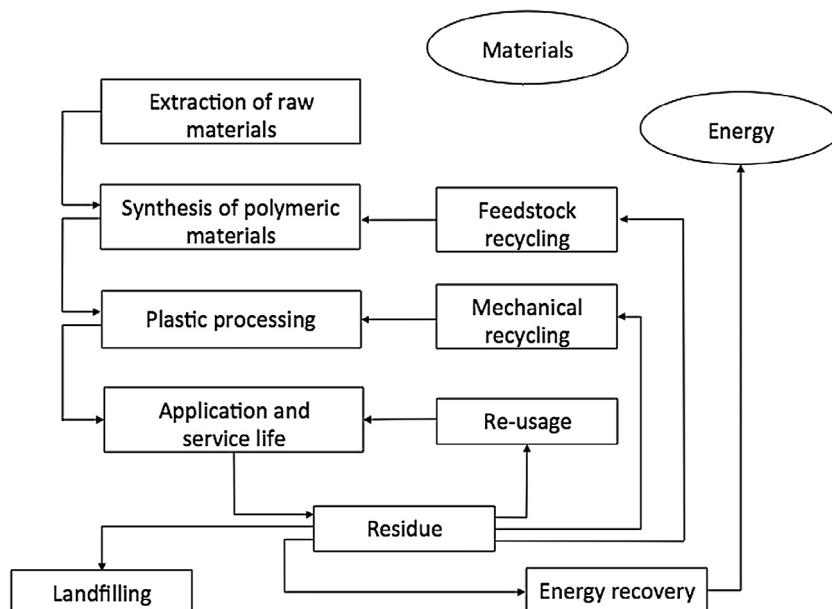 Materials
Extraction of raw
materials
Energy
Synthesis of polymeric
materials
Feedstock
recycling
Plastic processing
Mechanical
recycling
Application and
service life
Re-usage
Residue
Landfilling
Energy recovery